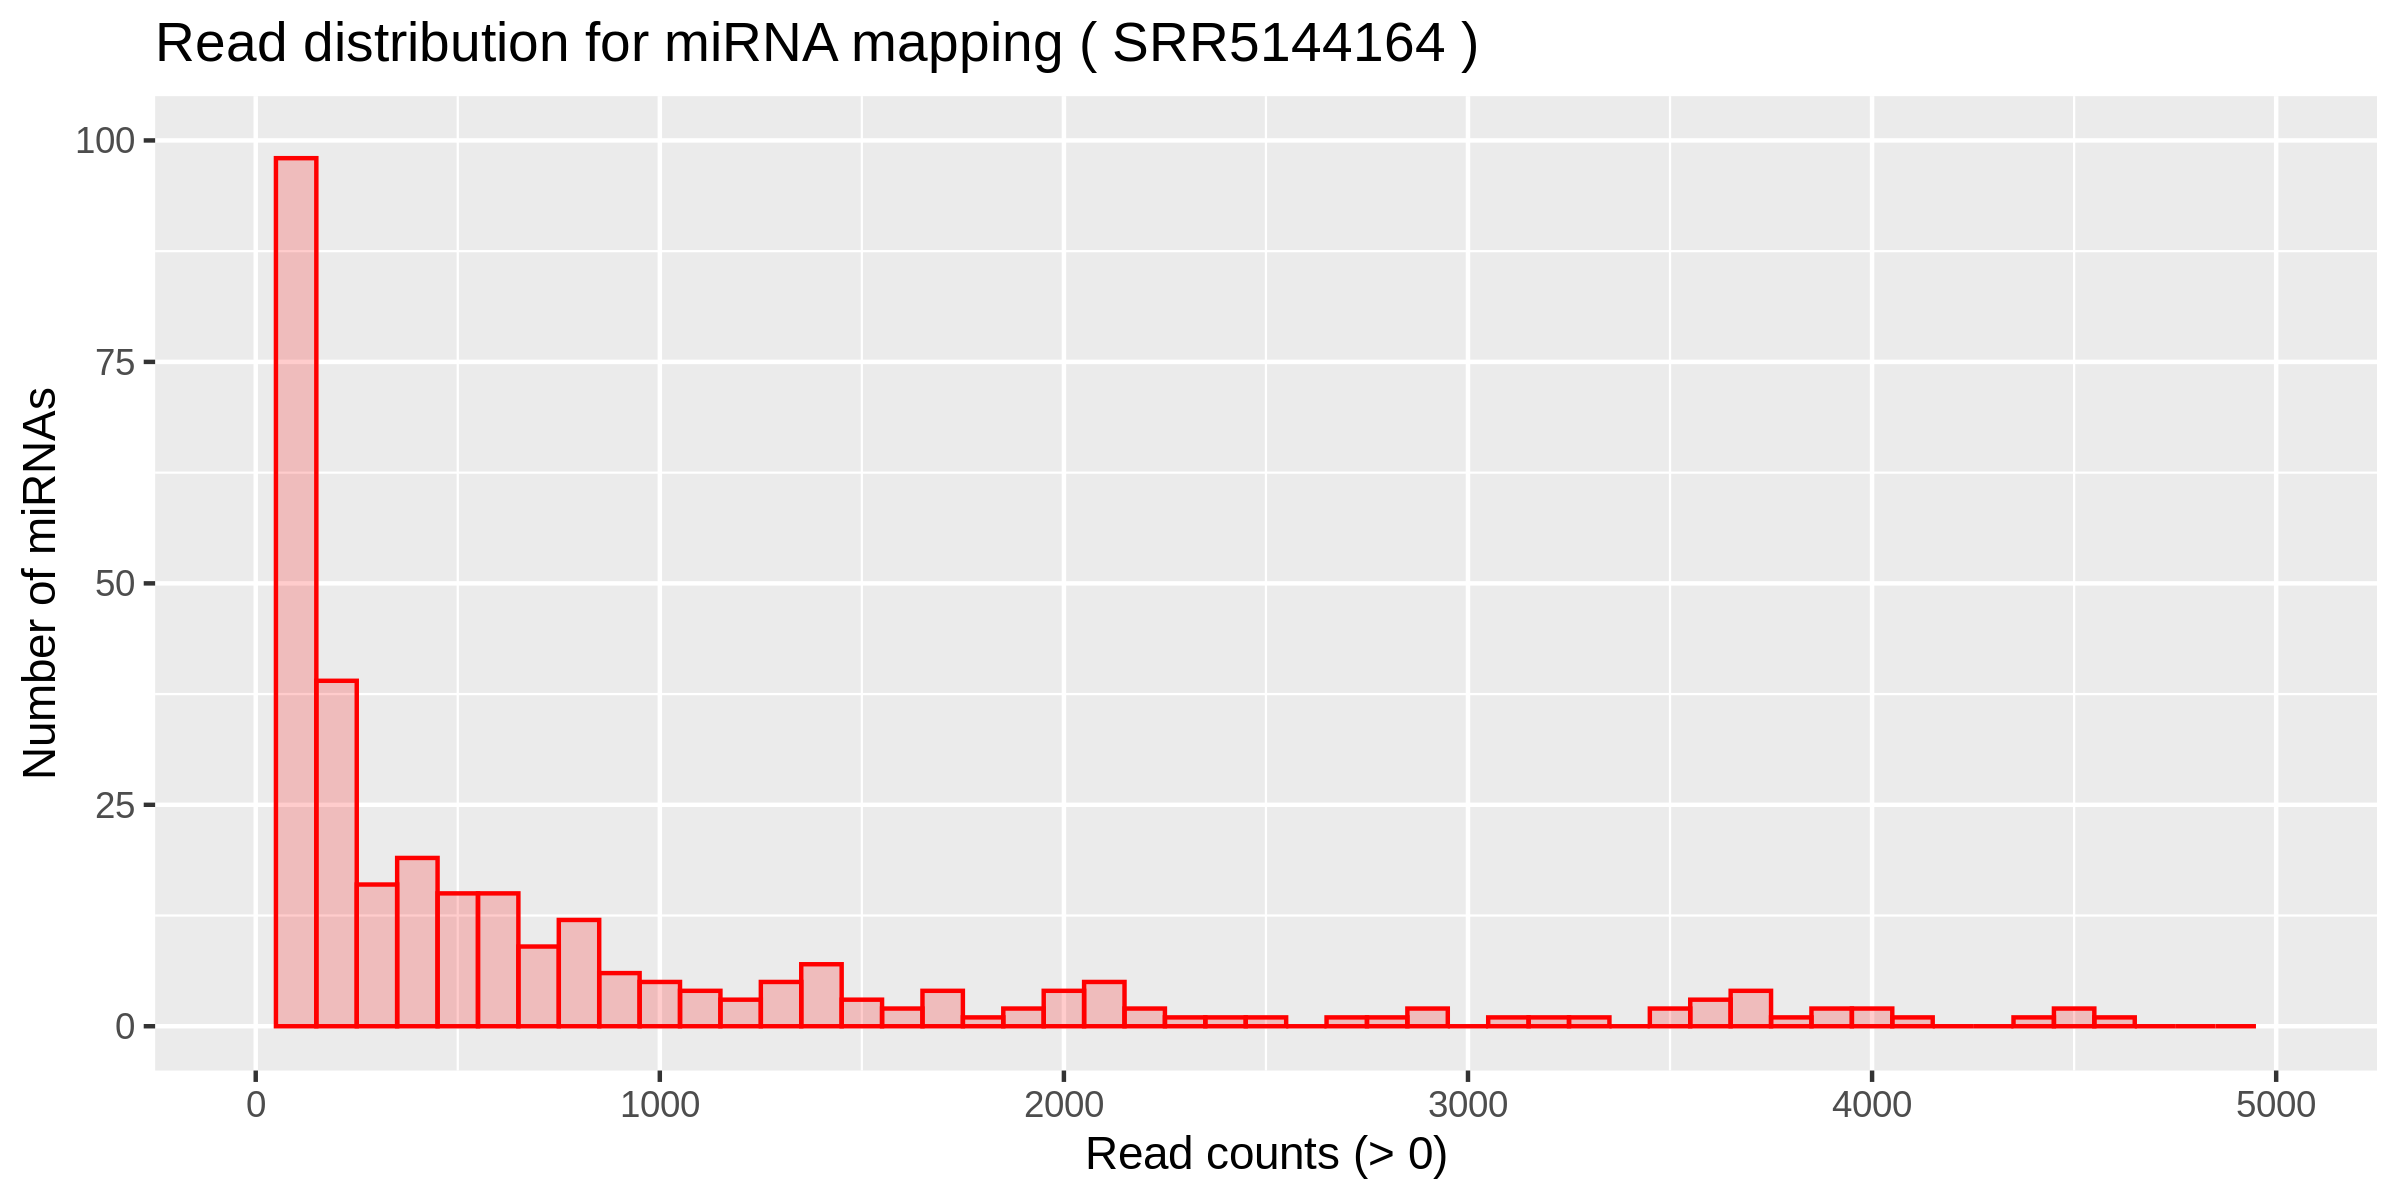 Read distribution for miRNA mapping ( SRR5144164 )
Number of miRNAs
100
75
50
25
0
0 1000 2000 3000 4000 5000
Read counts (> 0)